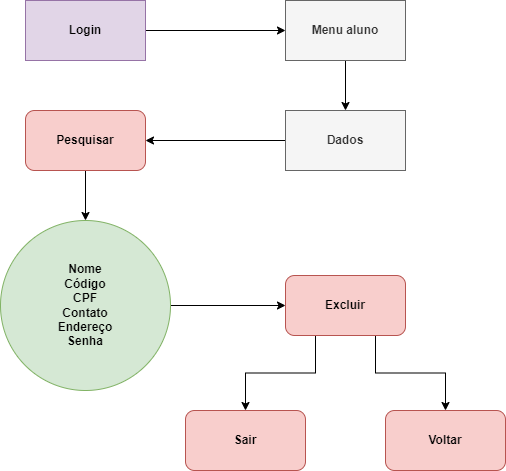 Login
Menu aluno
Pesquisar
Dados
Nome
Código
CPF
Contato
Endereço
Senha
Excluir
Sair
Voltar